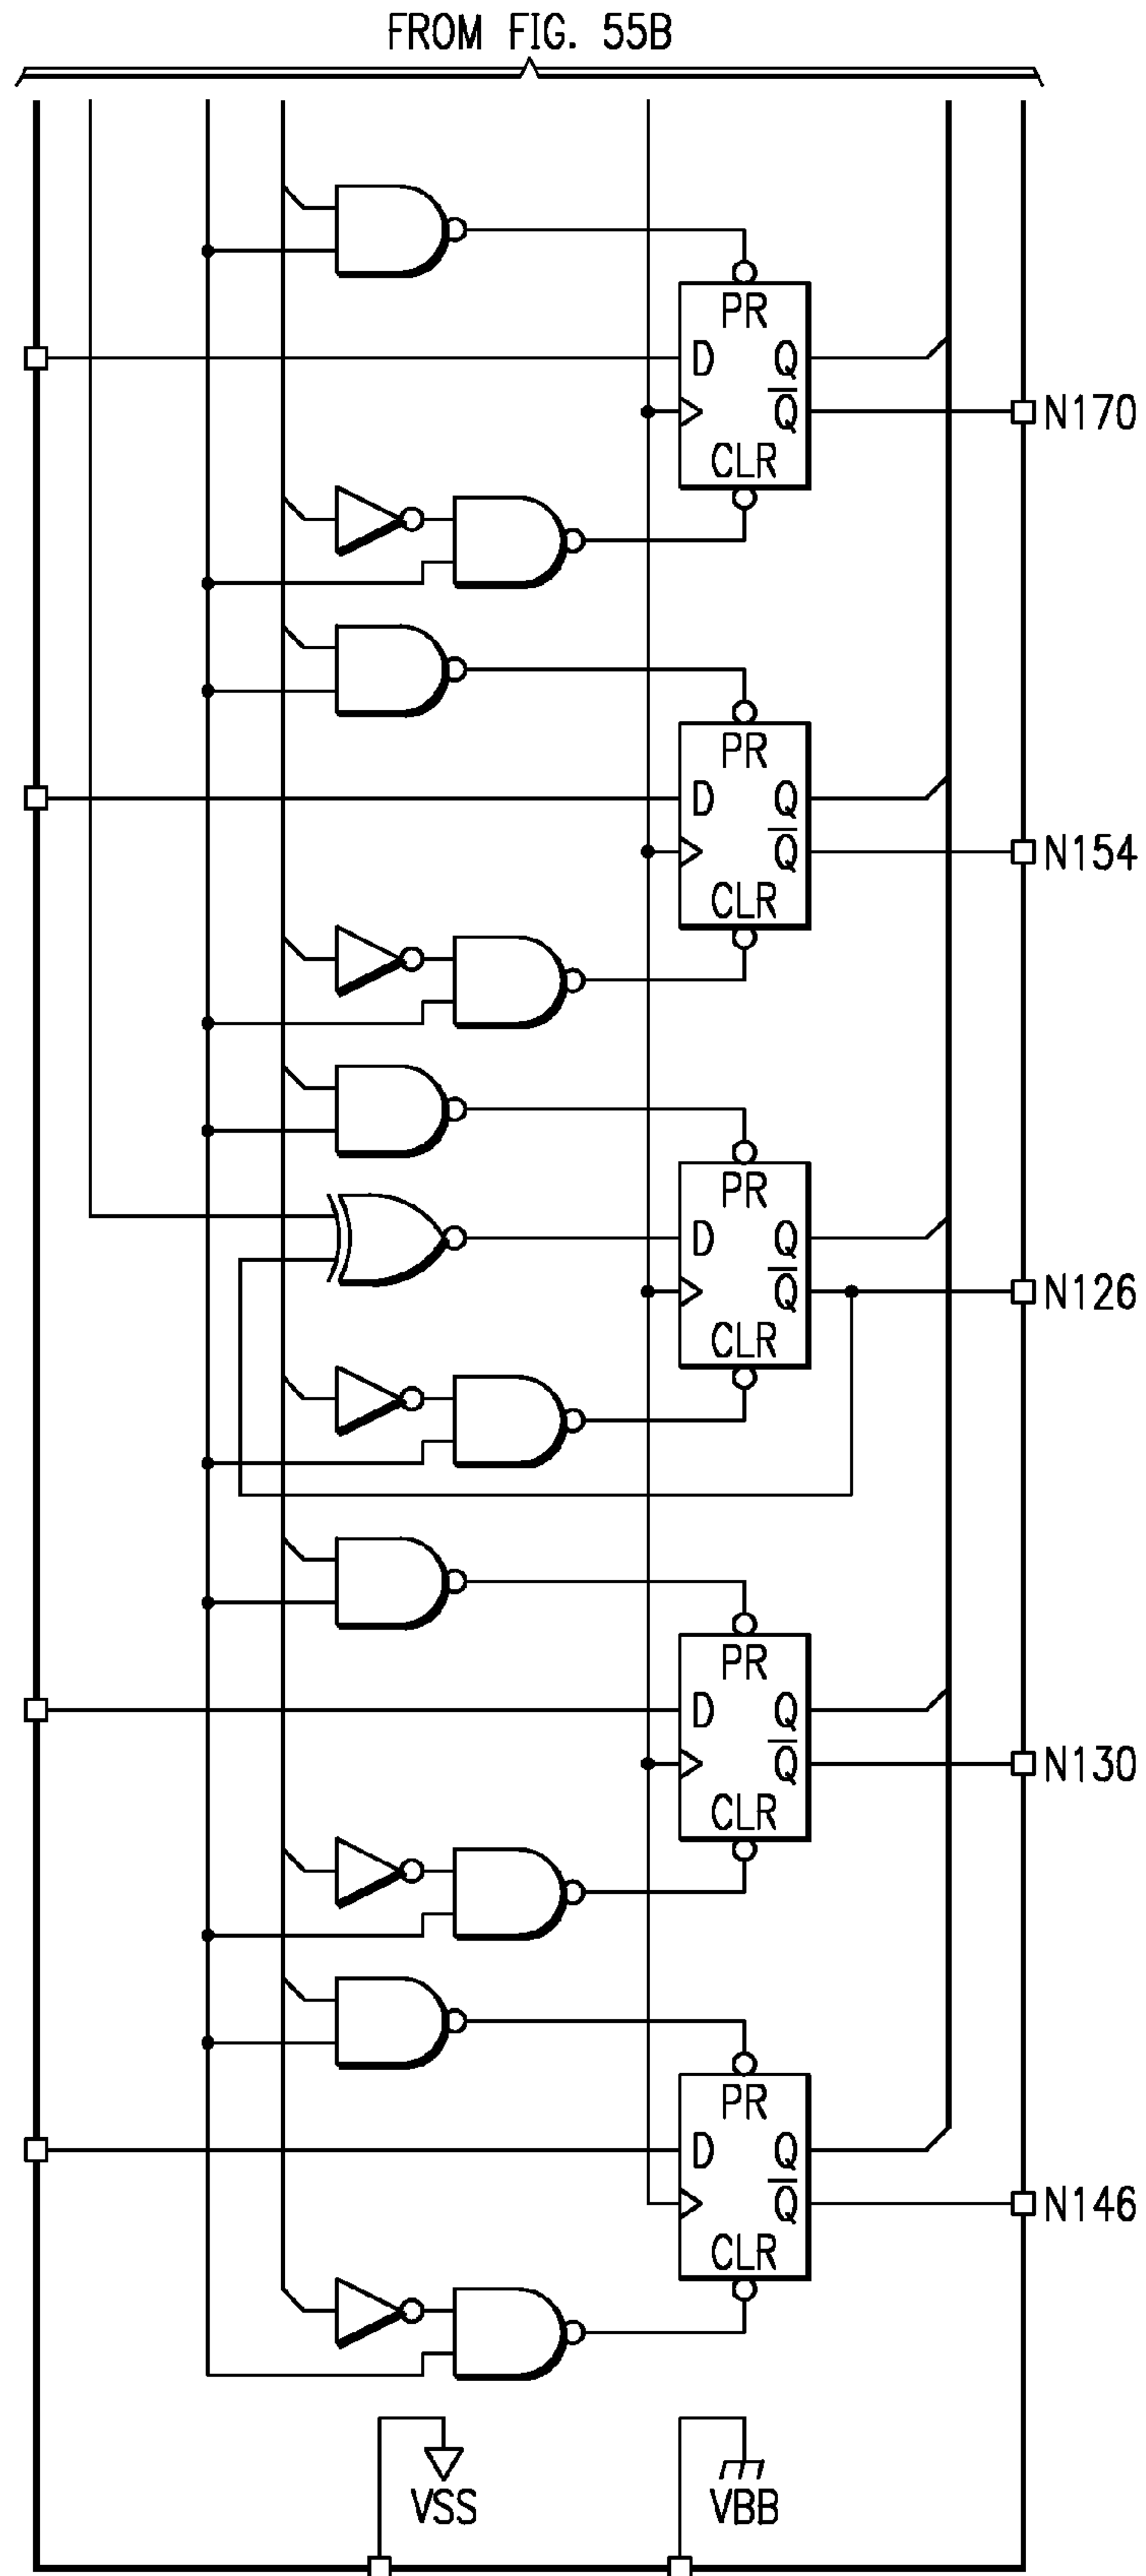 FROM FIG. 55B
PR
D Q
Q̅ N170
CLR
PR
D Q
Q̅ N154
CLR
PR
D Q
Q̅ N126
CLR
PR
D Q
Q̅ N130
CLR
PR
D Q
Q̅ N146
CLR
VSS VBB